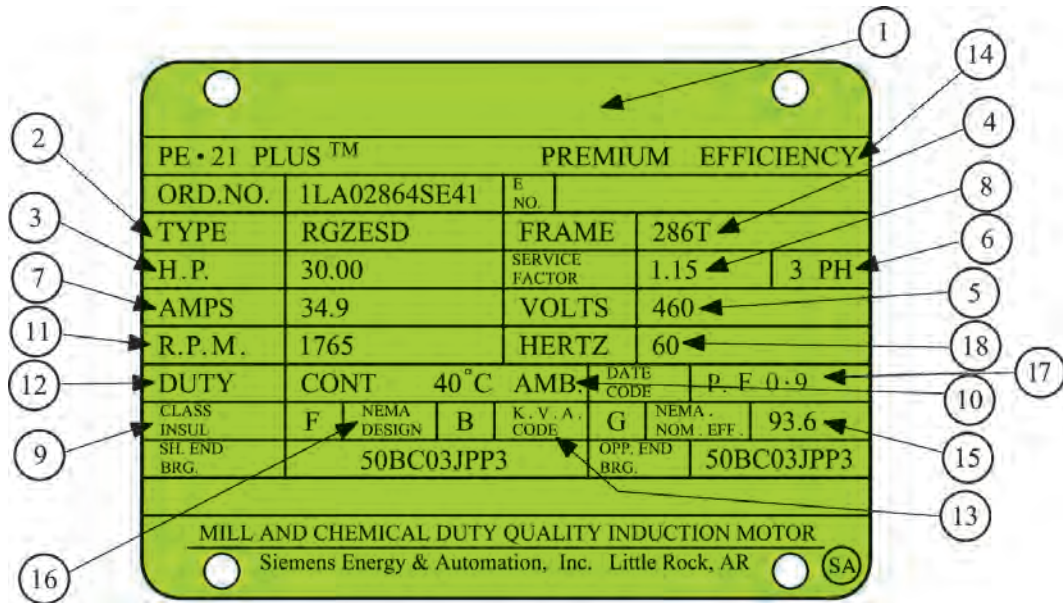 1
14
2
4
PE • 21 PLUS TM PREMIUM EFFICIENCY
ORD.NO. 1LA02864SE41 E NO.
8
3
TYPE RGZESD FRAME 286T
6
H.P. 30.00 SERVICE FACTOR 1.15 3 PH
7
5
AMPS 34.9 VOLTS 460
11
R.P.M. 1765 HERTZ 60
18
17
12
DUTY CONT 40°C AMB. DATE CODE P. F 0·9
10
CLASS INSUL F NEMA DESIGN B K.V.A. CODE G NEMA. NOM. EFF. 93.6
9
15
SH. END BRG. 50BC03JPP3 OPP. END BRG. 50BC03JPP3
13
MILL AND CHEMICAL DUTY QUALITY INDUCTION MOTOR
16
Siemens Energy & Automation, Inc. Little Rock, AR SA